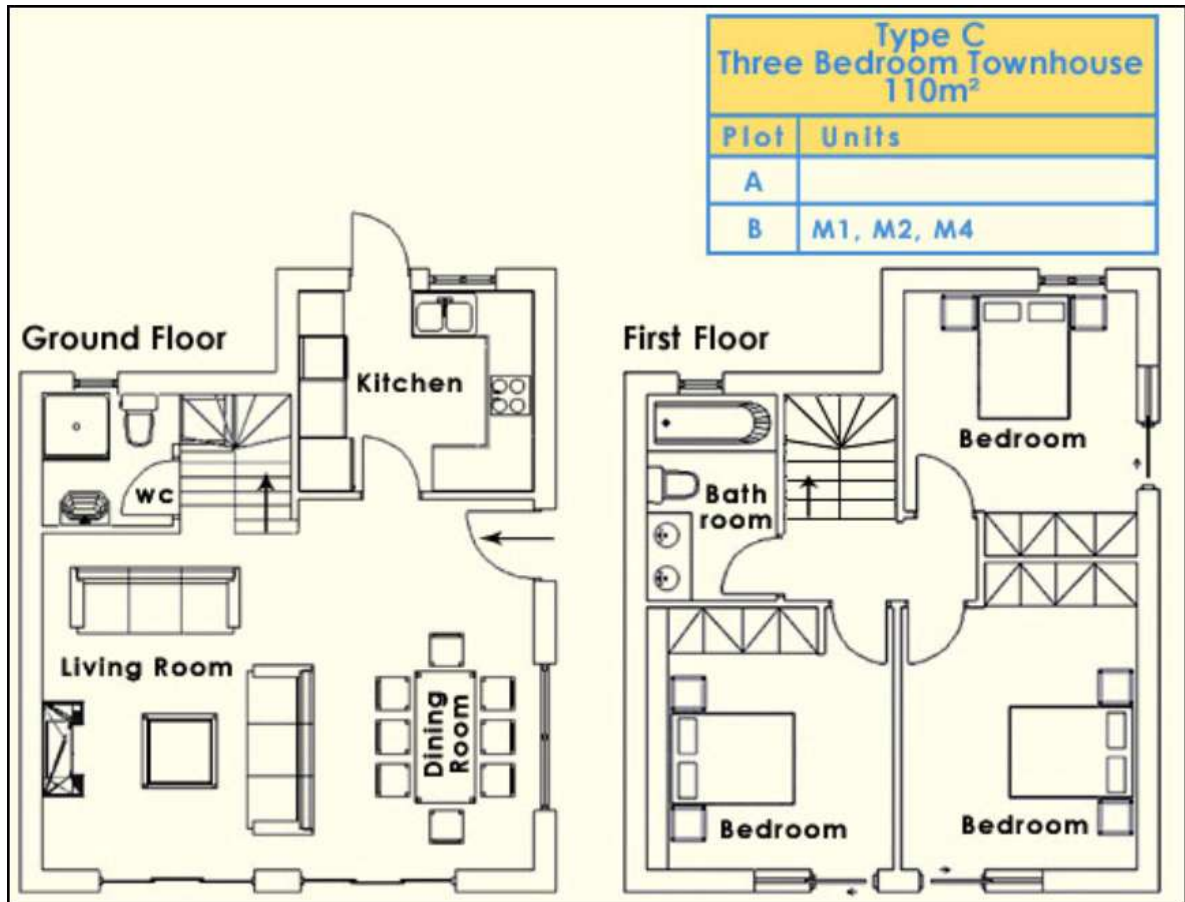 Type C
Three Bedroom Townhouse
110m²
Plot Units
A
B M1, M2, M4
Ground Floor
First Floor
Kitchen
WC
Living Room
Dining
Room
Bedroom
Bath
room
Bedroom
Bedroom